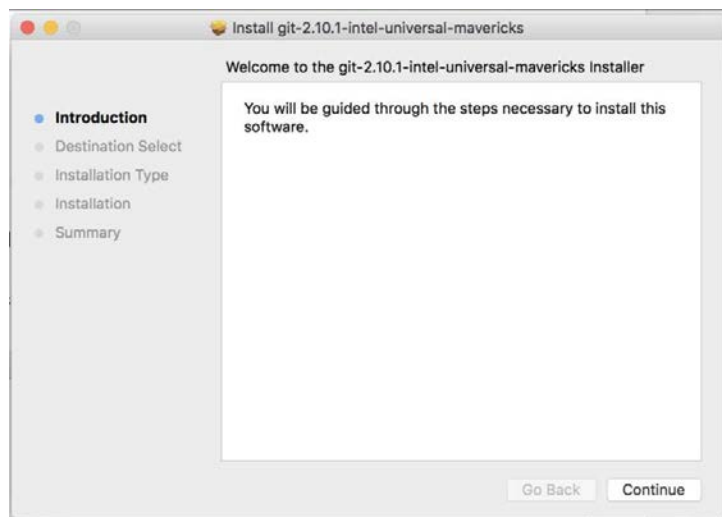 Install git-2.10.1-intel-universal-mavericks
Welcome to the git-2.10.1-intel-universal-mavericks Installer
Introduction
Destination Select
Installation Type
Installation
Summary
You will be guided through the steps necessary to install this
software.
Go Back
Continue